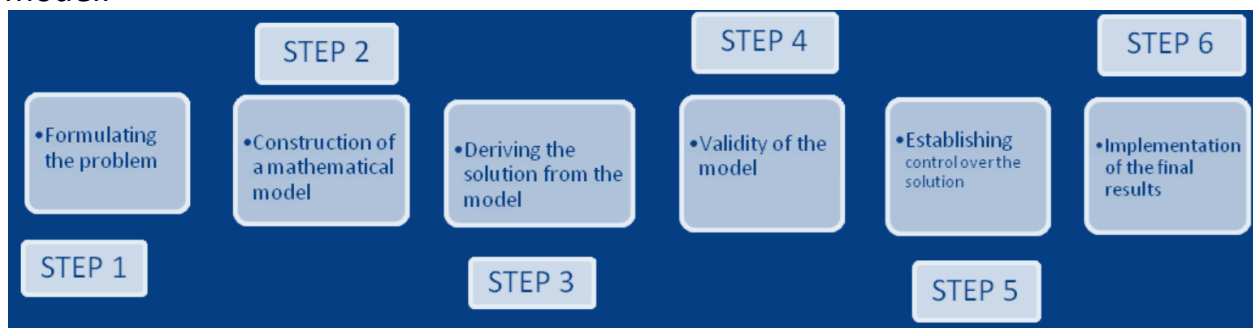 model.
STEP 1
•Formulating
the problem
STEP 2
•Construction of
a mathematical
model
STEP 3
•Deriving the
solution from the
model
STEP 4
•Validity of the
model
STEP 5
•Establishing
control over the
solution
STEP 6
•Implementation
of the final
results